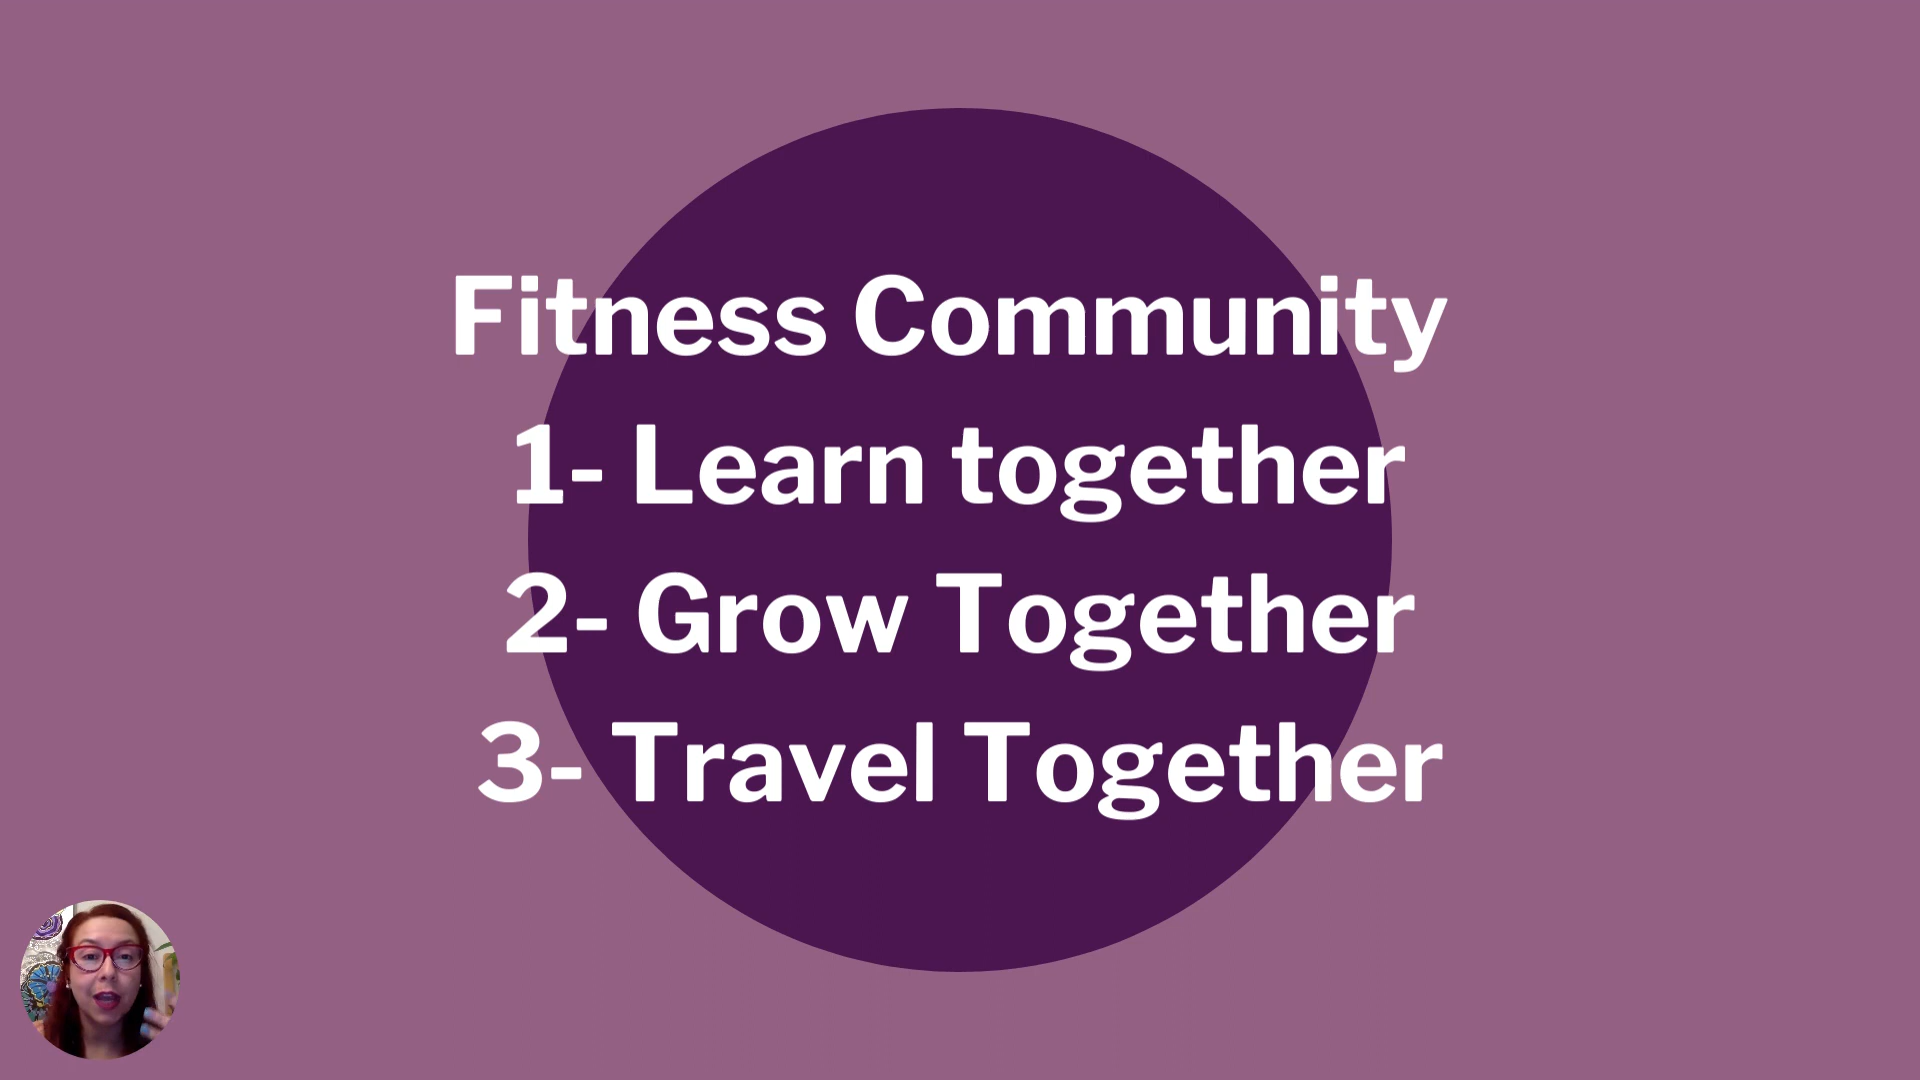 Fitness Community
1- Learn together
2- Grow Together
3- Travel Together